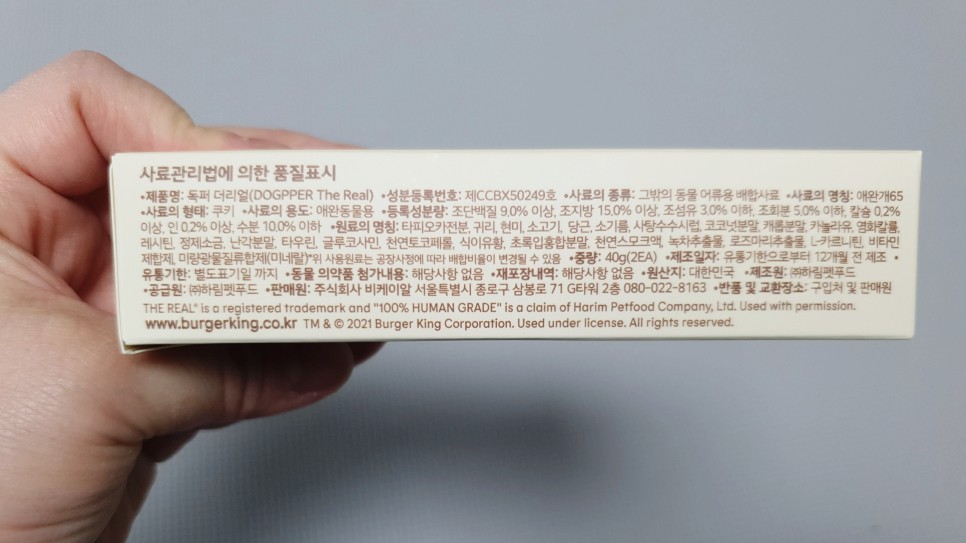 사료관리법에 의한 품질표시
•제품명: 독퍼 더리얼(DOGPPER The Real) •성분등록번호: 제CCBX50249호 •사료의 종류: 그밖의 동물·어류용 배합사료 •사료의 명칭: 애완개65
•사료의 형태: 쿠키 •사료의 용도: 애완동물용 •등록성분량: 조단백질 9.0% 이상, 조지방 15.0% 이상, 조섬유 3.0% 이하, 조회분 5.0% 이하, 칼슘 0.2%
이상, 인 0.2% 이상, 수분 10.0% 이하 •원료의 명칭: 타피오카전분, 귀리, 현미, 소고기, 당근, 소기름, 사탕수수시럽, 코코넛분말, 캐롭분말, 카놀라유, 염화칼륨,
레시틴, 정제소금, 난각분말, 타우린, 글루코사민, 천연토코페롤, 식이유황, 초록입홍합분말, 천연스모크액, 녹차추출물, 로즈마리추출물, L-카르니틴, 비타민
제합제, 미량광물질류합제(미네랄)*위 사용원료는 공장사정에 따라 배합비율이 변경될 수 있음 •중량: 40g(2EA) •제조일자: 유통기한으로부터 12개월 전 제조 •
유통기한: 별도표기일 까지 •동물 의약품 첨가내용: 해당사항 없음 •재포장내역: 해당사항 없음 •원산지: 대한민국 •제조원: ㈜하림펫푸드
•공급원: ㈜하림펫푸드 •판매원: 주식회사 비케이알 서울특별시 종로구 삼봉로 71 G타워 2층 080-022-8163 •반품 및 교환장소: 구입처 및 판매원
THE REAL" is a registered trademark and "100% HUMAN GRADE" is a claim of Harim Petfood Company, Ltd. Used with permission.
www.burgerking.co.kr TM & © 2021 Burger King Corporation. Used under license. All rights reserved.